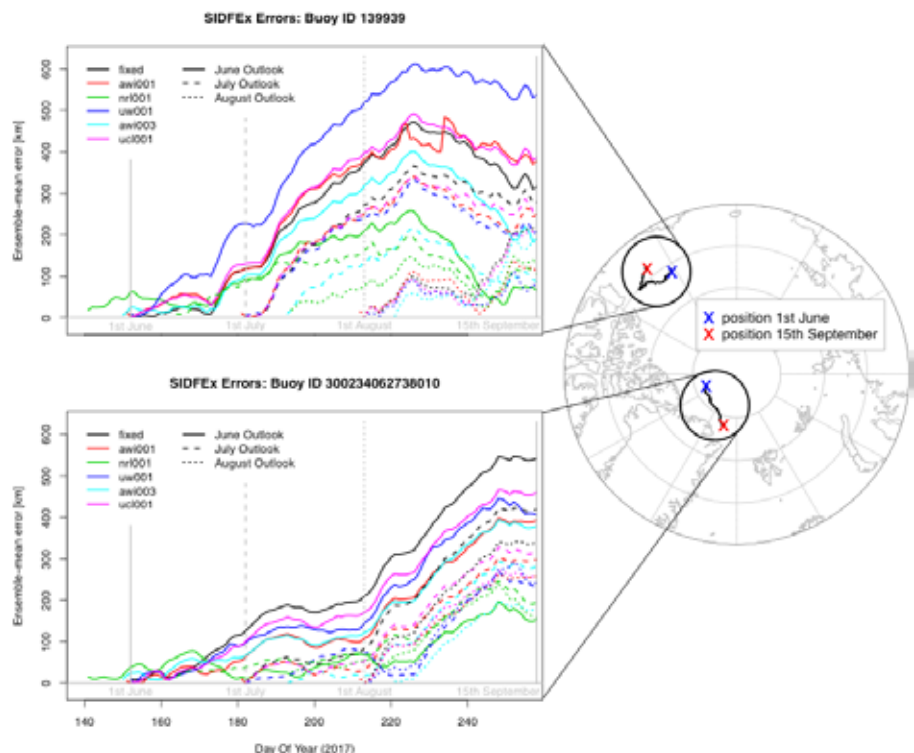 SIDFEx Errors: Buoy ID 139939
Ensemble-mean error [km]
600
500
400
300
200
100
0
fixed
awi001
nrl001
uw001
awi003
ucl001
June Outlook
July Outlook
August Outlook
1st June
1st July
1st August
15th September
X position 1st June
X position 15th September
X
X
X
X
SIDFEx Errors: Buoy ID 300234062738010
Ensemble-mean error [km]
600
500
400
300
200
100
0
fixed
awi001
nrl001
uw001
awi003
ucl001
June Outlook
July Outlook
August Outlook
1st June
1st July
1st August
15th September
140
160
180
200
220
240
Day Of Year (2017)